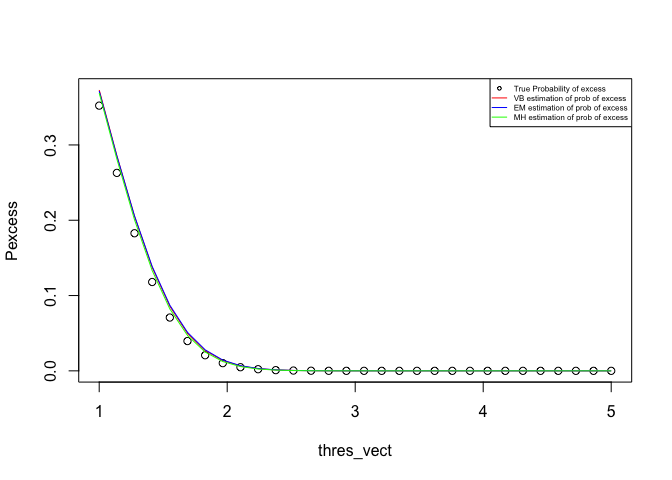 True Probability of excess
VB estimation of prob of excess
EM estimation of prob of excess
MH estimation of prob of excess
Pexcess
0.3
0.2
0.1
0.0
1 2 3 4 5
thres_vect